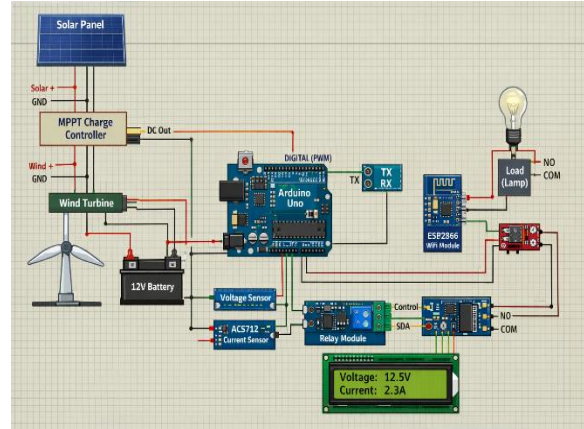 Solar Panel
Solar +
GND
MPPT Charge
Controller
DC Out
Wind +
GND
Wind Turbine
12V Battery
DIGITAL (PWM)
Arduino
Uno
TX
TX
RX
ESP2866
WiFi Module
NO
Load
(Lamp)
COM
Voltage Sensor
ACS712
Current Sensor
Relay Module
Control
SDA
NO
COM
Voltage: 12.5V
Current: 2.3A